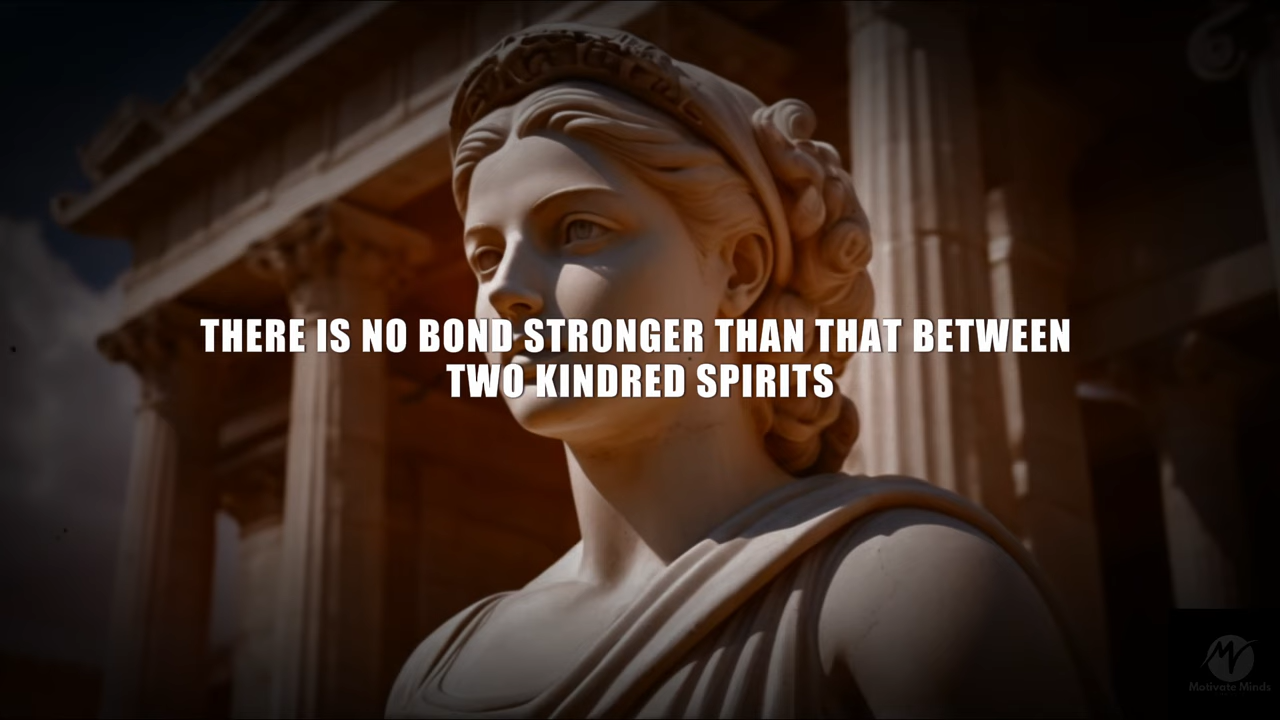 THERE IS NO BOND STRONGER THAN THAT BETWEEN
TWO KINDRED SPIRITS
Motivate Minds